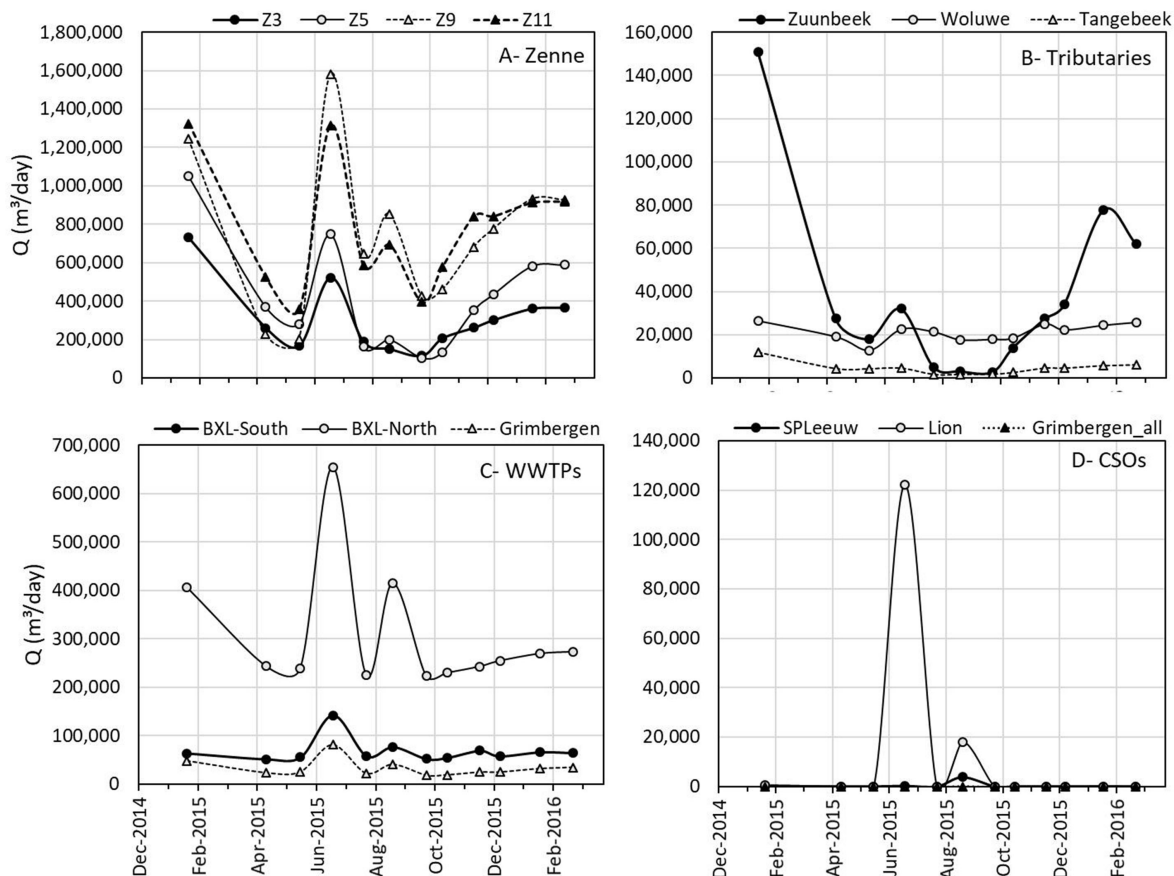 Z3 Z5 Z9 Z11
A- Zenne
Q (m³/day)
1,800,000
1,600,000
1,400,000
1,200,000
1,000,000
800,000
600,000
400,000
200,000
0
Zuunbeek Woluwe Tangebeek
B- Tributaries
160,000
140,000
120,000
100,000
80,000
60,000
40,000
20,000
0
BXL-South BXL-North Grimbergen
C- WWTPs
Q (m³/day)
700,000
600,000
500,000
400,000
300,000
200,000
100,000
0
Dec-2014
Feb-2015
Apr-2015
Jun-2015
Aug-2015
Oct-2015
Dec-2015
Feb-2016
SPLeeuw Lion Grimbergen_all
D- CSOs
140,000
120,000
100,000
80,000
60,000
40,000
20,000
0
Dec-2014
Feb-2015
Apr-2015
Jun-2015
Aug-2015
Oct-2015
Dec-2015
Feb-2016